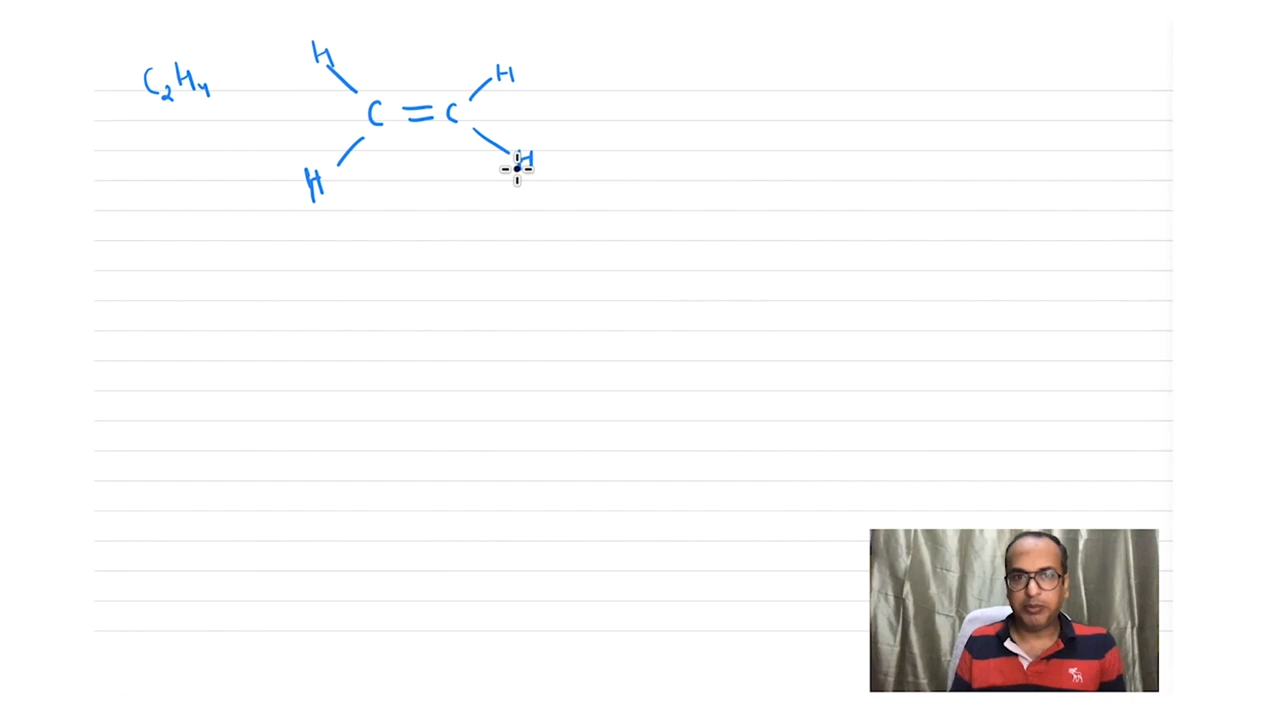 C₂H₄
H H
C = C
H H